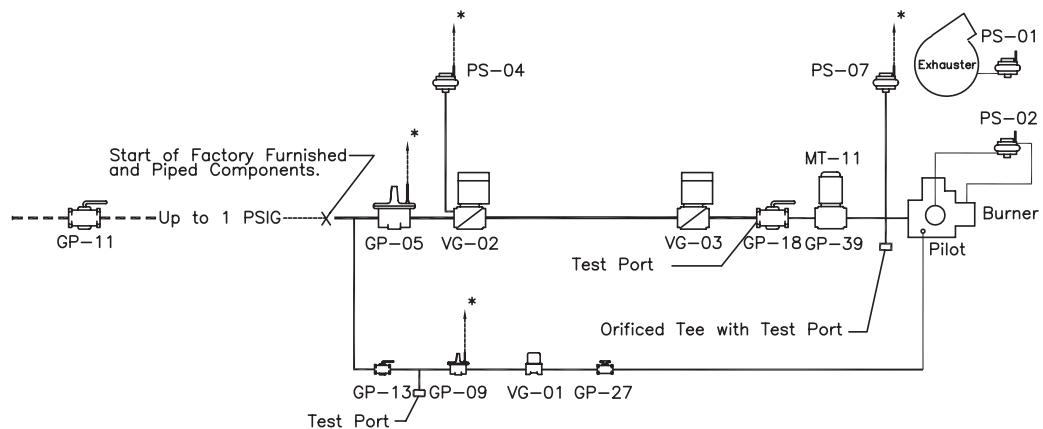 *
*
PS-01
Exhauster
PS-04
PS-07
PS-02
*
Start of Factory Furnished
and Piped Components.
MT-11
Up to 1 PSIG
Burner
GP-11
GP-05
VG-02
VG-03
GP-18
GP-39
Pilot
Test Port
*
Orificed Tee with Test Port
GP-13
GP-09
VG-01
GP-27
Test Port